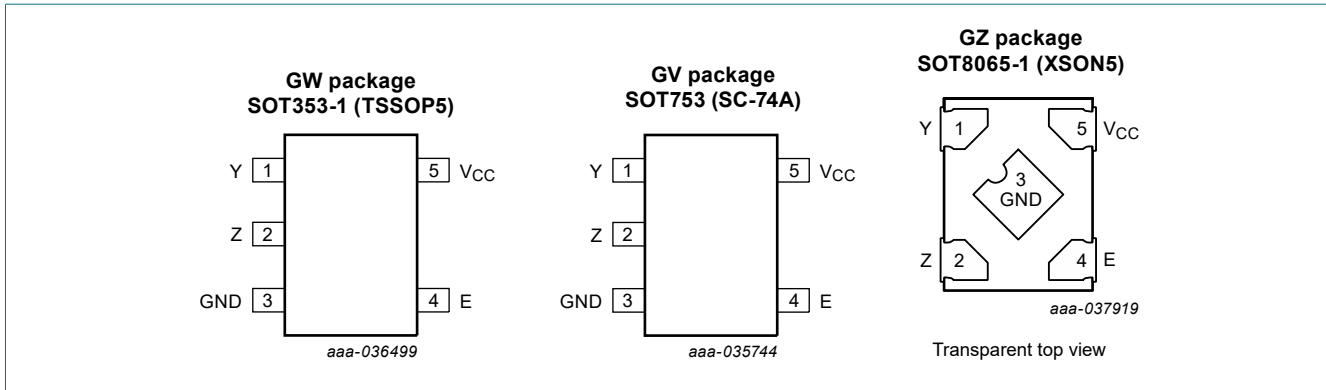 GW package
SOT353-1 (TSSOP5)
Y 1
5 VCC
Z 2
GND 3
4 E
aaa-036499
GV package
SOT753 (SC-74A)
Y 1
5 VCC
Z 2
GND 3
4 E
aaa-035744
GZ package
SOT8065-1 (XSON5)
Y 1
5 VCC
3
GND
Z 2
4 E
aaa-037919
Transparent top view